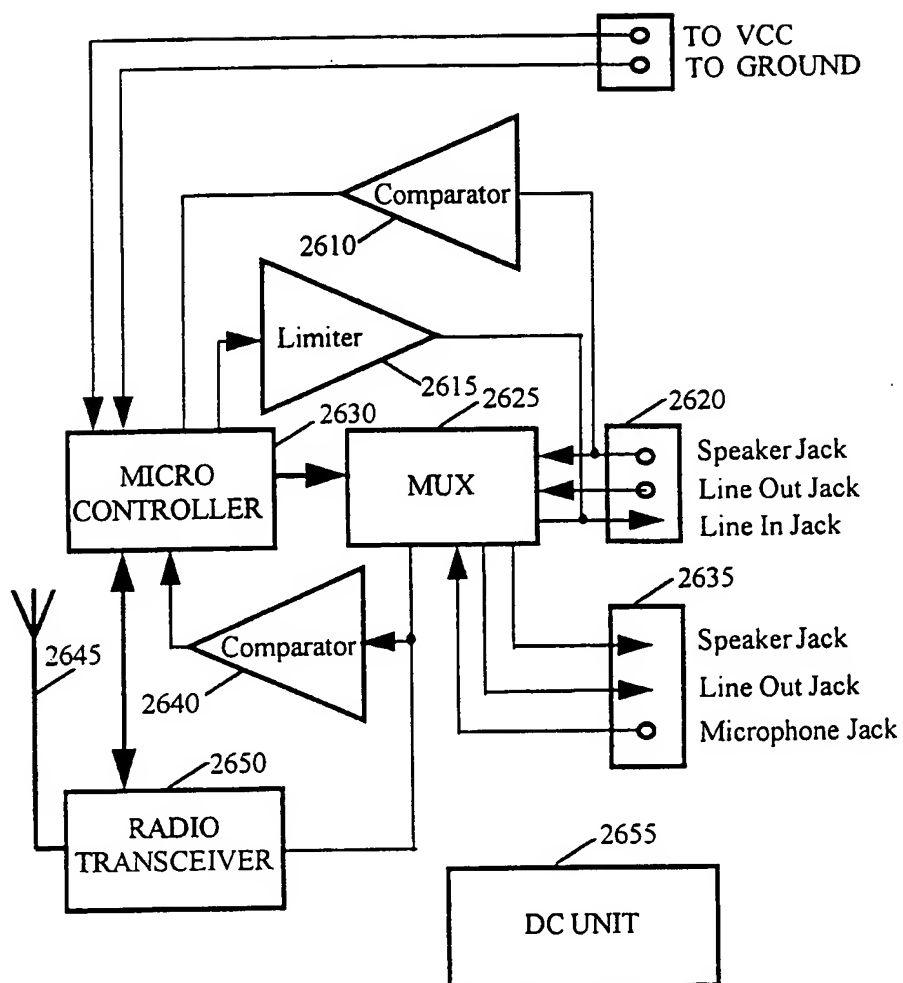 TO VCC
TO GROUND
Comparator
2610
Limiter
2615
2630
2625
2620
MICRO
CONTROLLER
MUX
Speaker Jack
Line Out Jack
Line In Jack
2635
2645
Comparator
2640
Speaker Jack
Line Out Jack
Microphone Jack
2650
RADIO
TRANSCEIVER
2655
DC UNIT